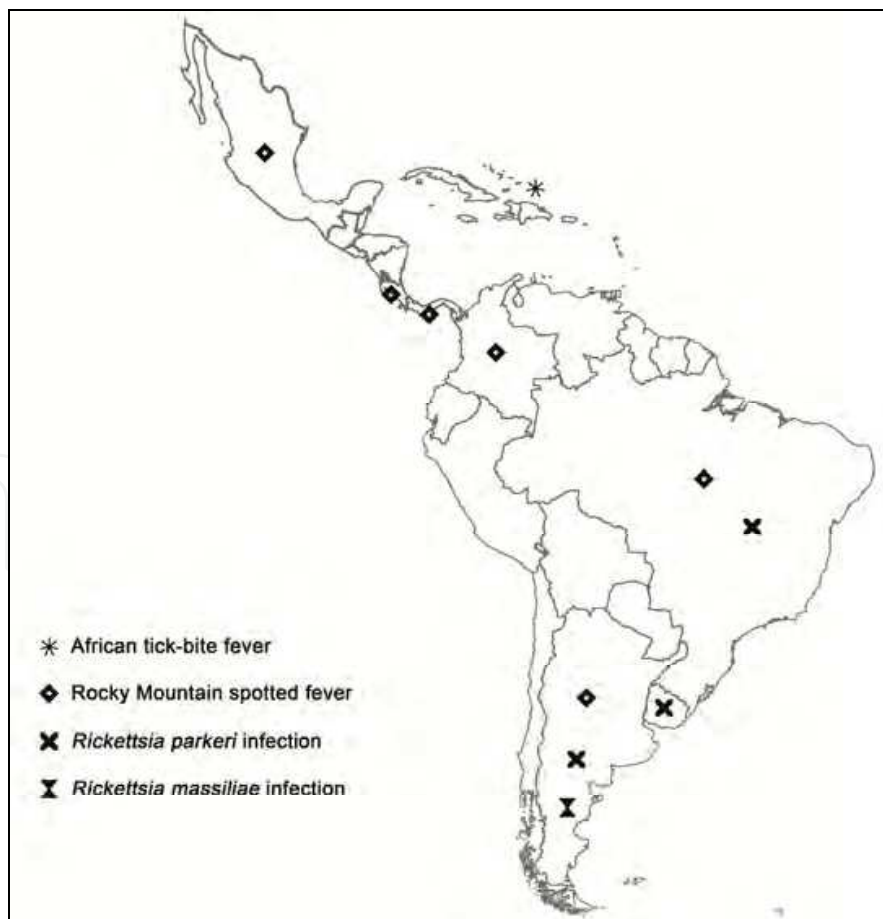 African tick-bite fever
Rocky Mountain spotted fever
Rickettsia parkeri infection
Rickettsia massiliae infection